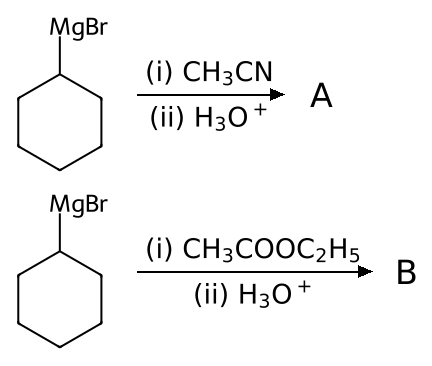 MgBr
(i) CH₃CN
(ii) H₃O⁺
A
MgBr
(i) CH₃COOC₂H₅
(ii) H₃O⁺
B